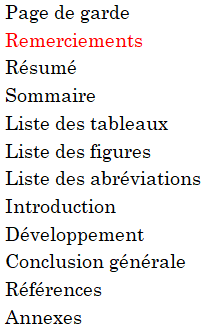 Page de garde
Remerciements
Résumé
Sommaire
Liste des tableaux
Liste des figures
Liste des abréviations
Introduction
Développement
Conclusion générale
Références
Annexes